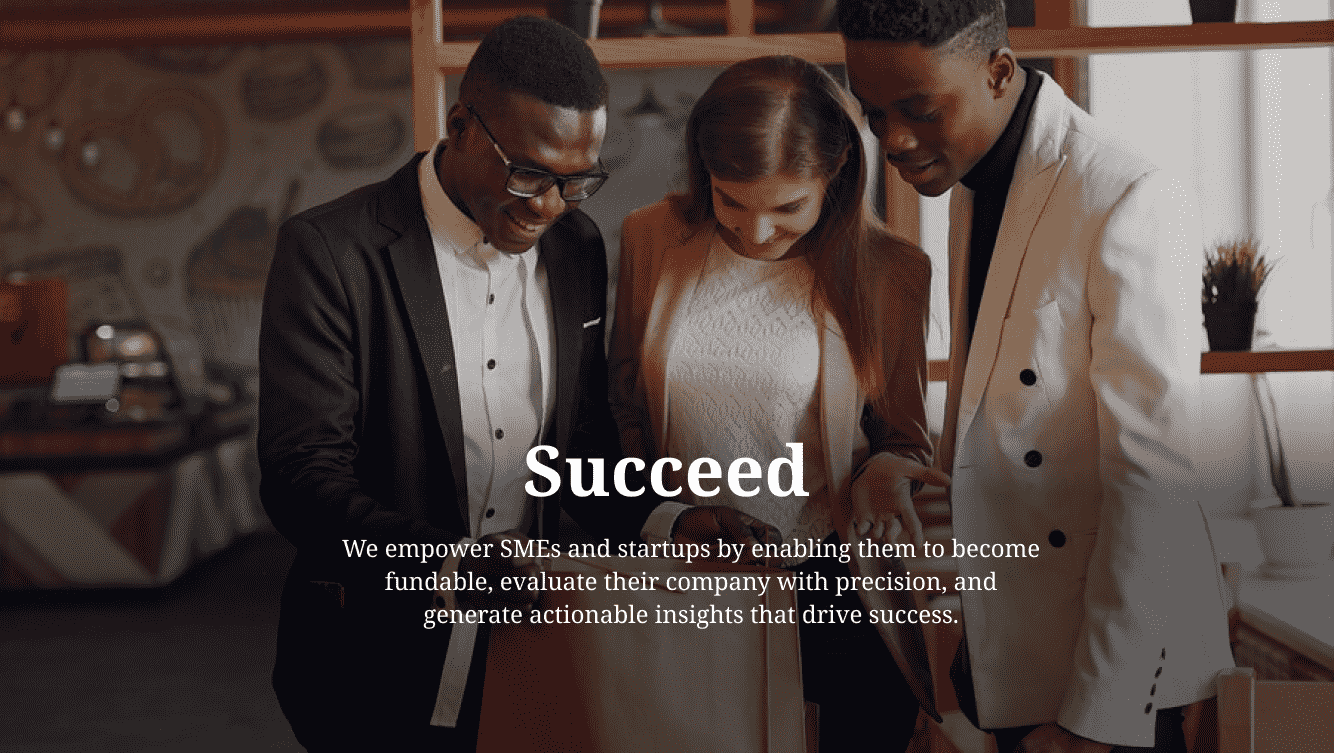 Succeed
We empower SMEs and startups by enabling them to become
fundable, evaluate their company with precision, and
generate actionable insights that drive success.